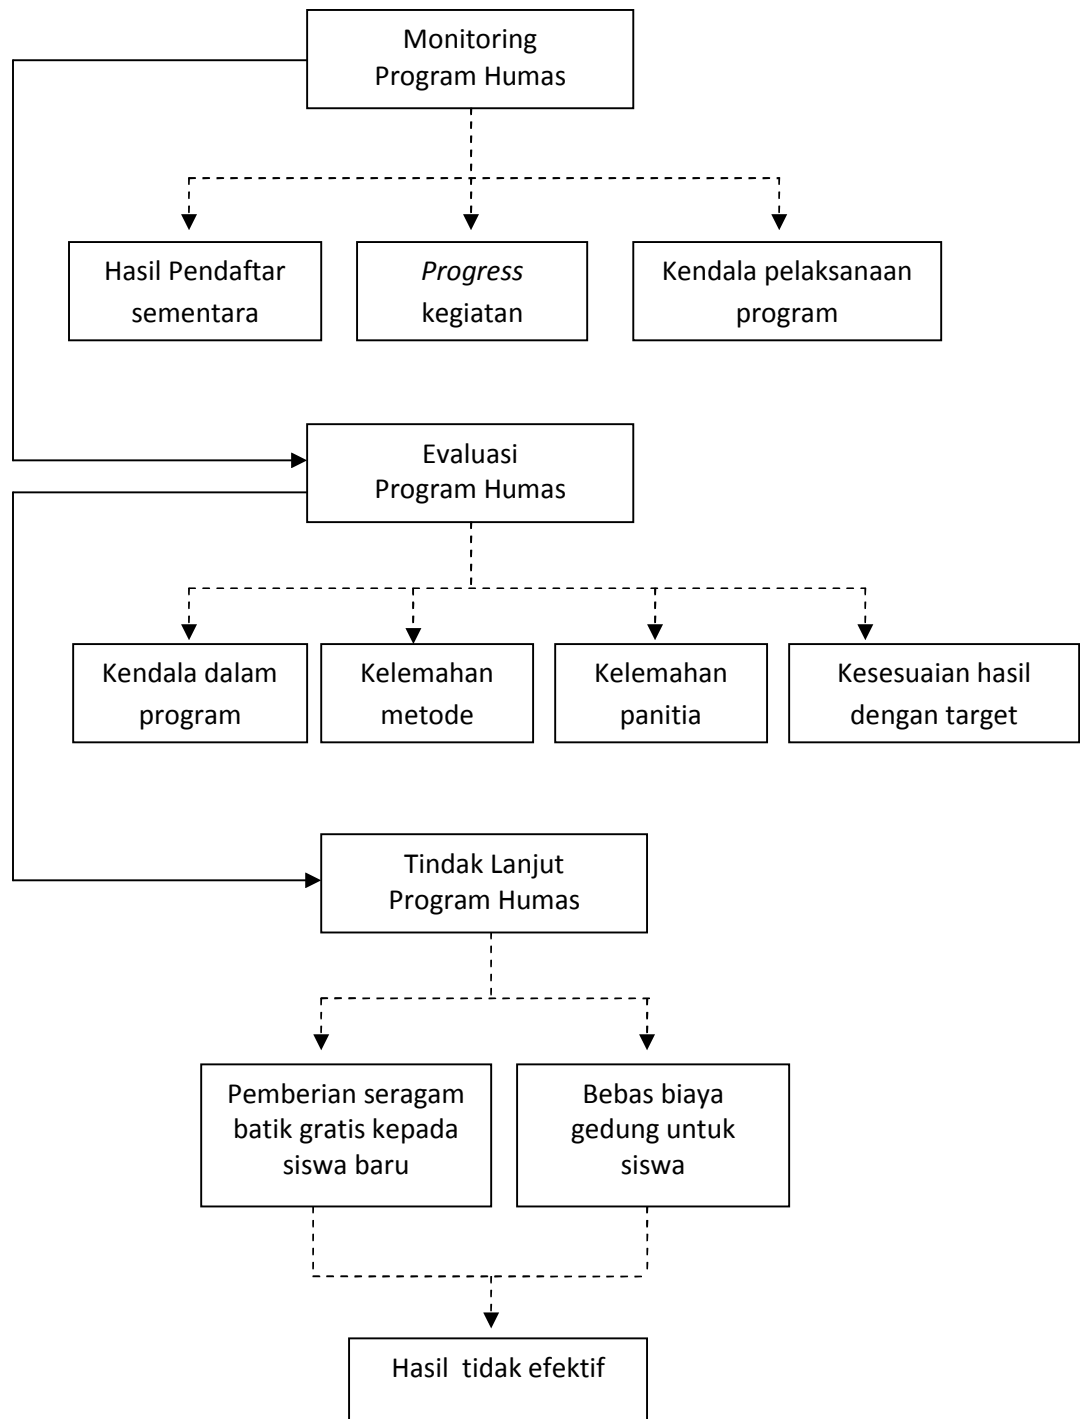 Monitoring
Program Humas
Hasil Pendaftar
sementara
Progress
kegiatan
Kendala pelaksanaan
program
Evaluasi
Program Humas
Kendala dalam
program
Kelemahan
metode
Kelemahan
panitia
Kesesuaian hasil
dengan target
Tindak Lanjut
Program Humas
Pemberian seragam
batik gratis kepada
siswa baru
Bebas biaya
gedung untuk
siswa
Hasil tidak efektif